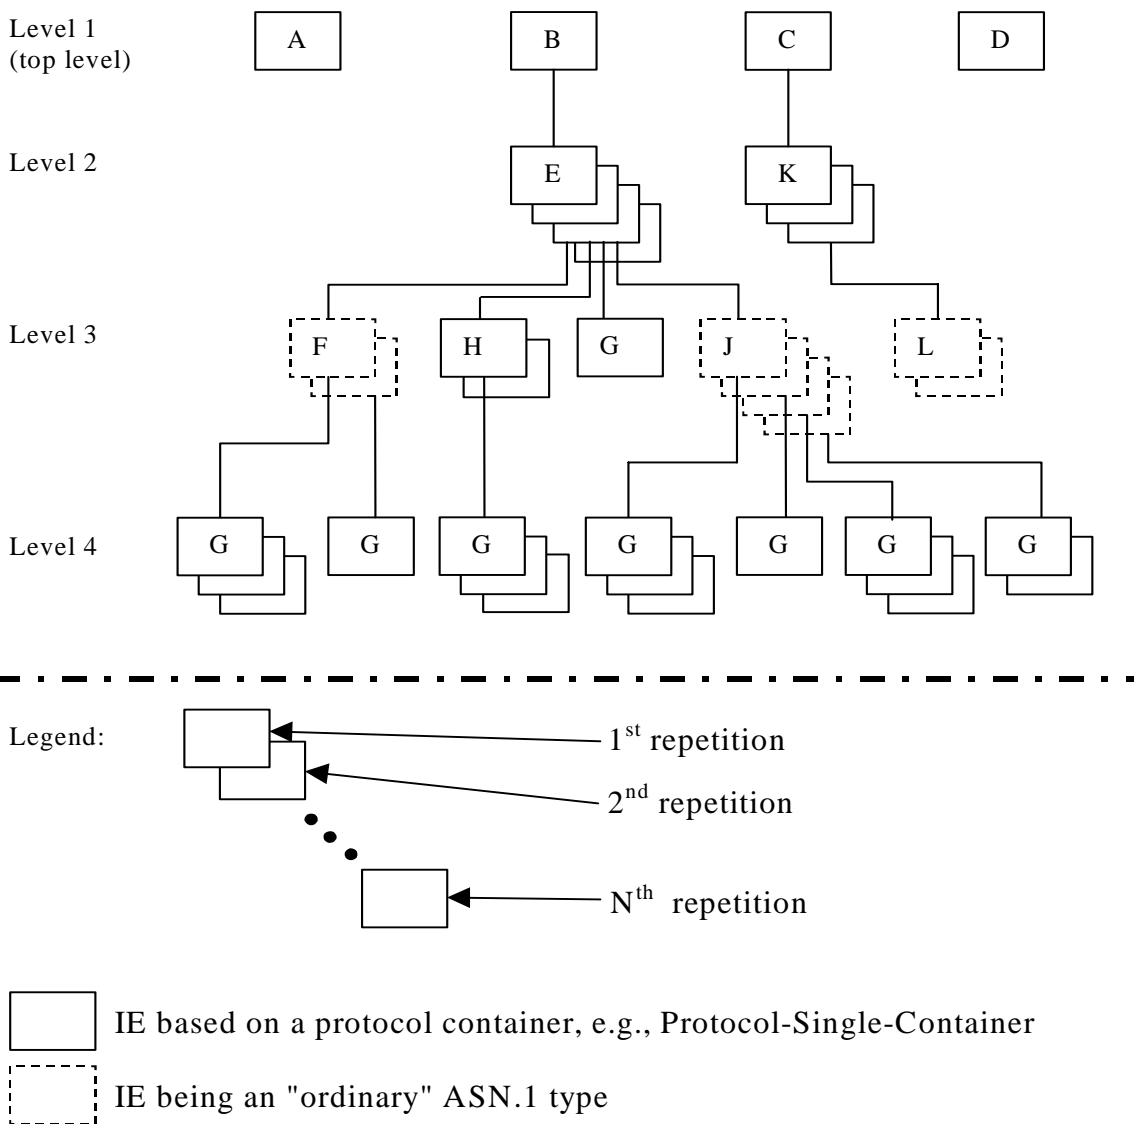 Level 1
(top level)
A
B
C
D
Level 2
E
K
Level 3
F
H
G
J
L
Level 4
G
G
G
G
G
G
G
Legend:
1st repetition
2nd repetition
Nth repetition
IE based on a protocol container, e.g., Protocol-Single-Container
IE being an "ordinary" ASN.1 type